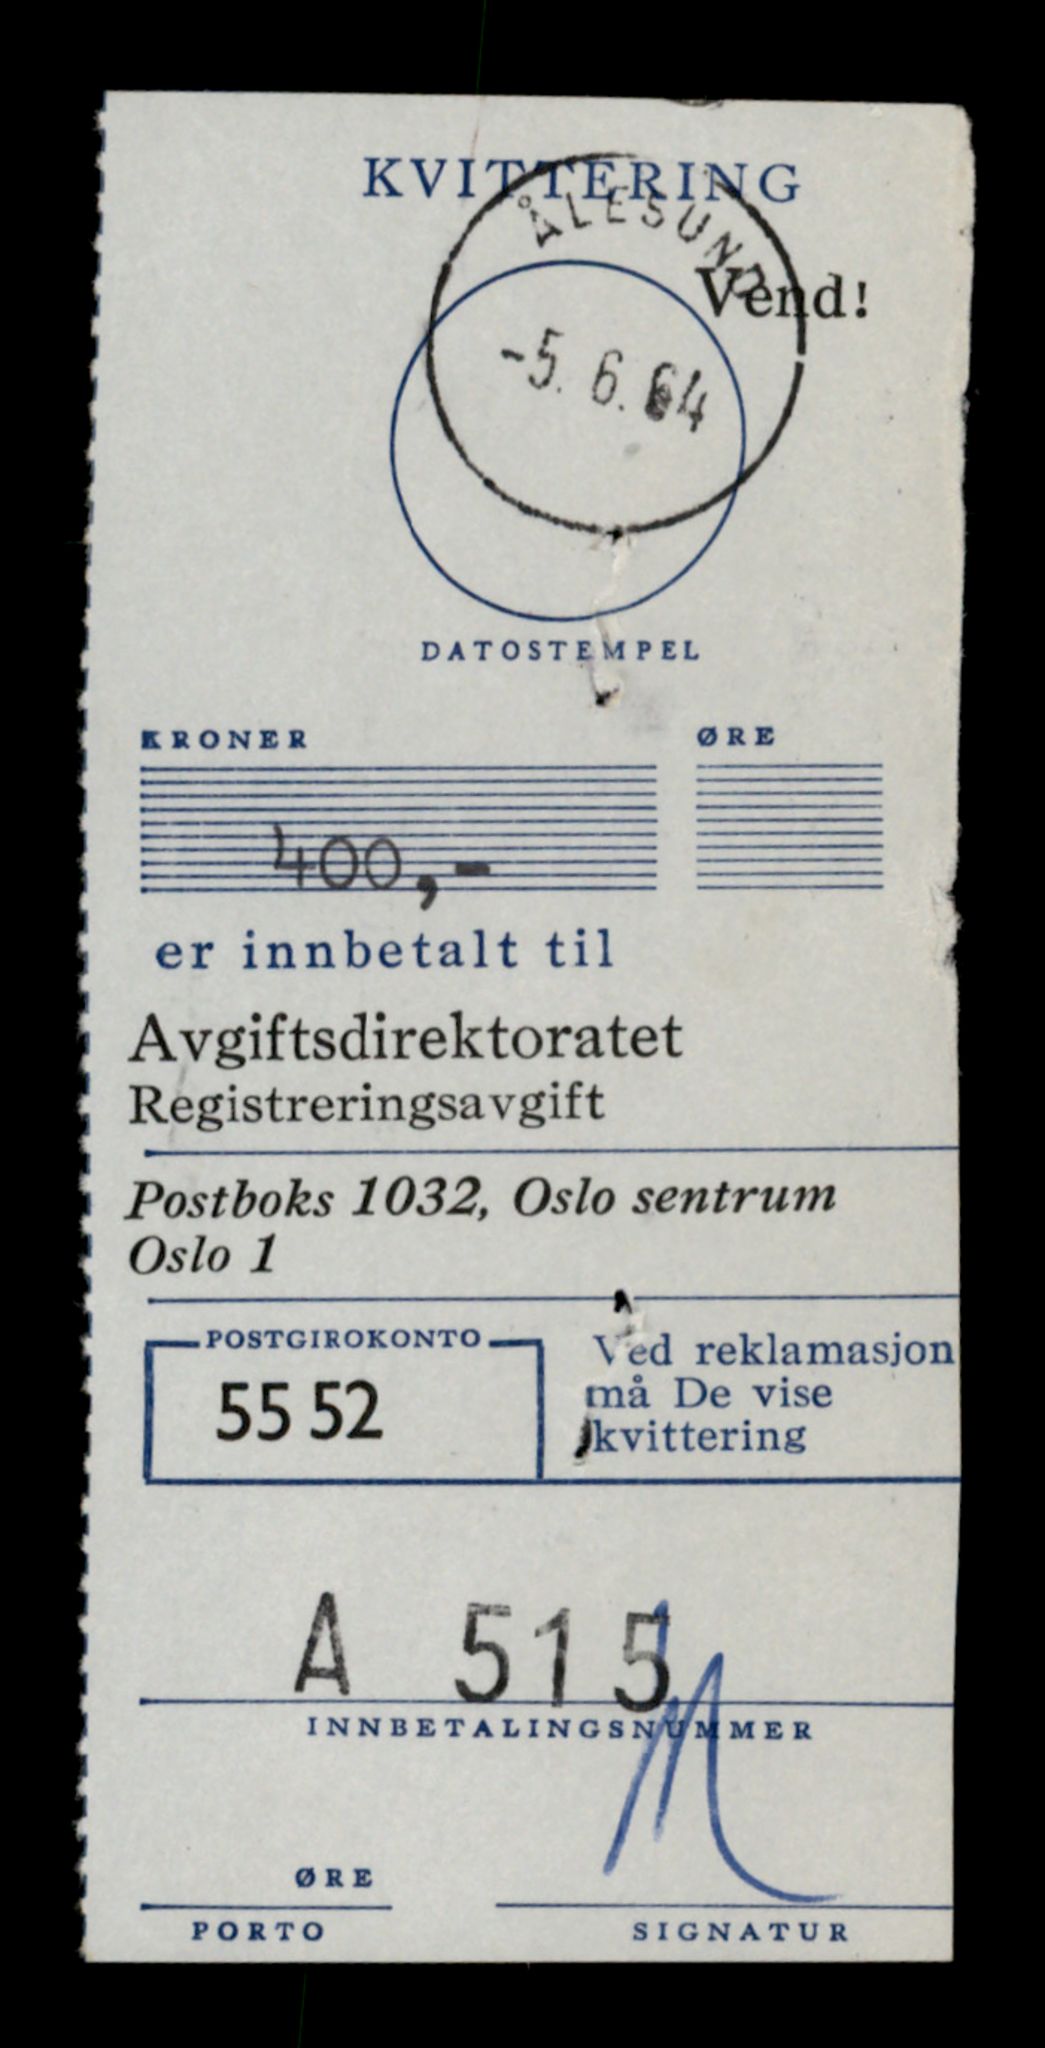 KVITTERING
ÅLESUND
Vend!
-5. 6. 64
DATOSTEMPEL
KRONER ØRE
400,-
er innbetalt til
Avgiftsdirektoratet
Registreringsavgift
Postboks 1032, Oslo sentrum
Oslo 1
POSTGIROKONTO
55 52
Ved reklamasjon
må De vise
kvittering
A 515
INNBETALINGSNUMMER
ØRE
PORTO
SIGNATUR